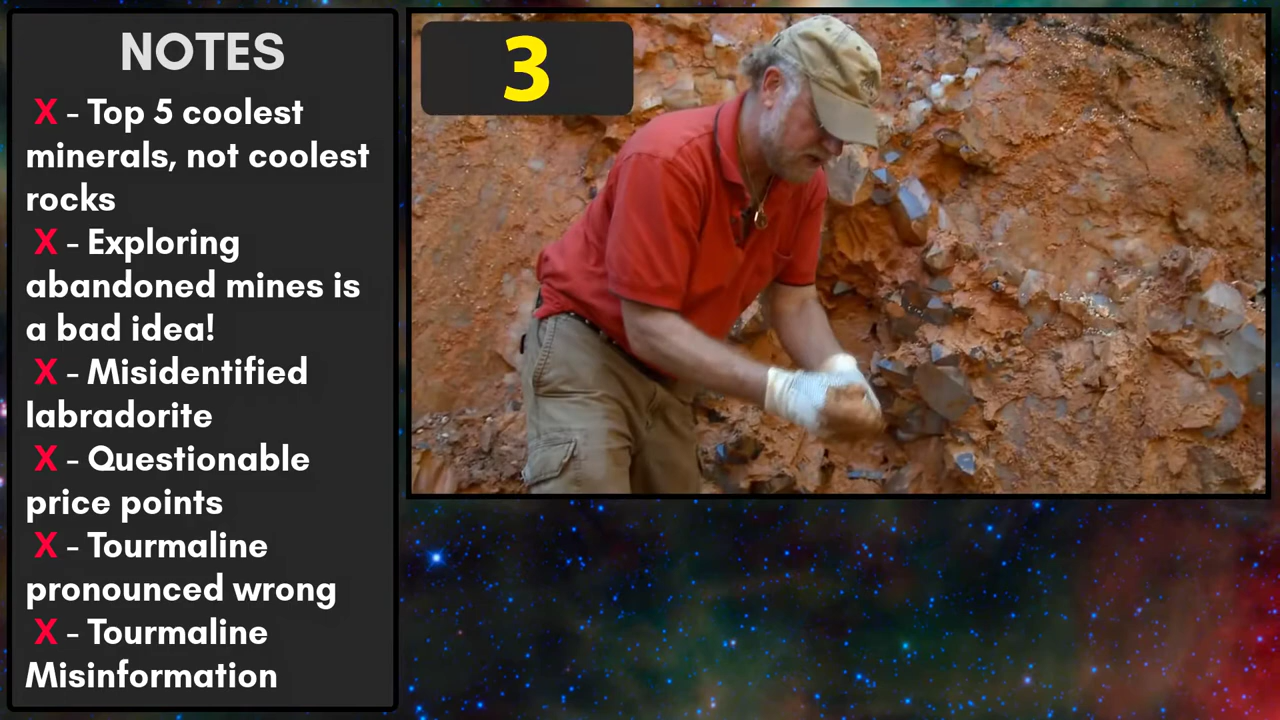 NOTES
X - Top 5 coolest
minerals, not coolest
rocks
X - Exploring
abandoned mines is
a bad idea!
X - Misidentified
labradorite
X - Questionable
price points
X - Tourmaline
pronounced wrong
X - Tourmaline
Misinformation
3